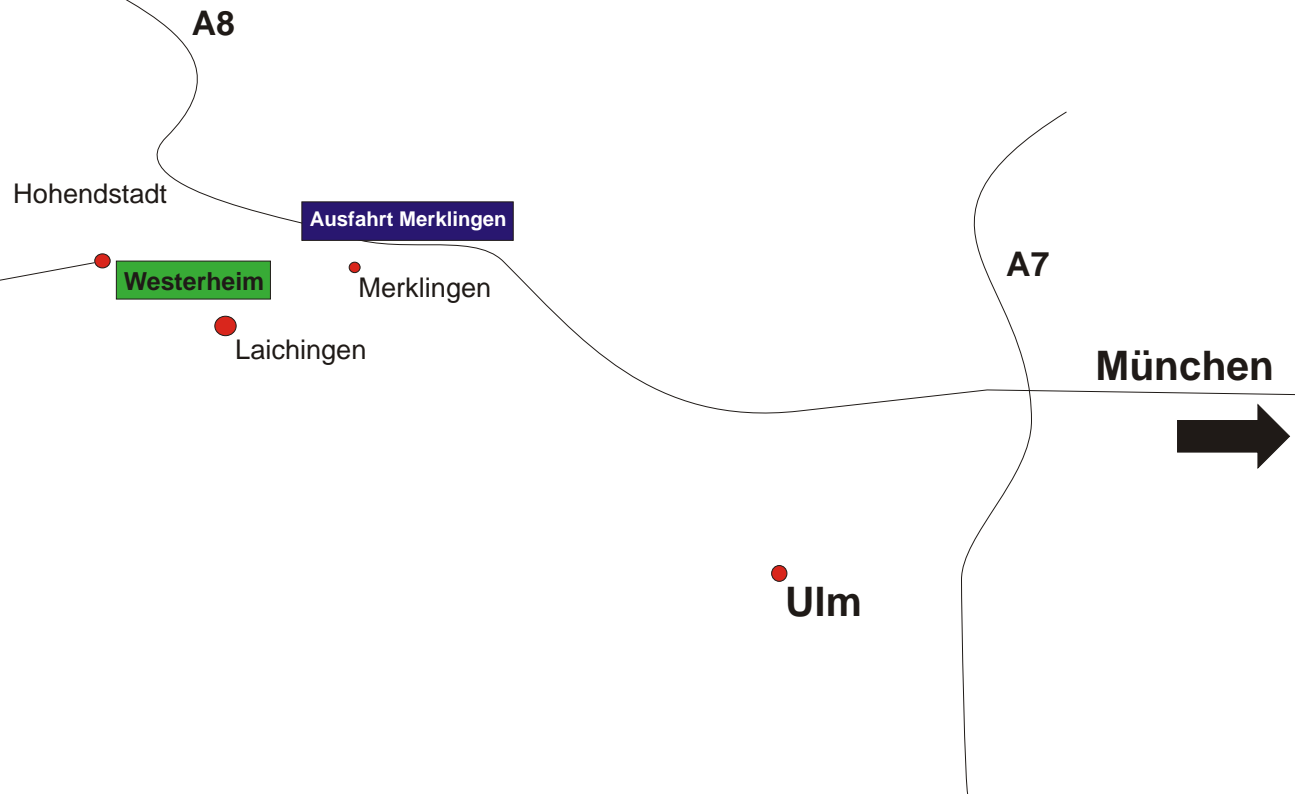 A8
Hohendstadt
Ausfahrt Merklingen
A7
Westerheim
Merklingen
Laichingen
München
Ulm